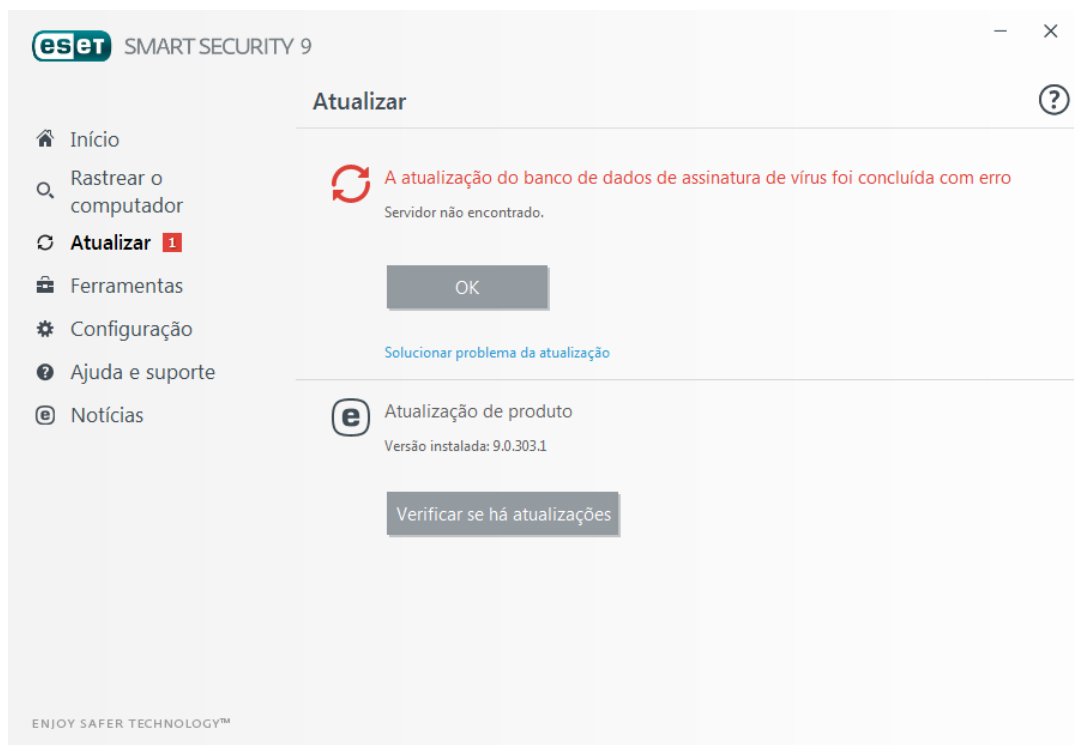 eset SMART SECURITY 9
Atualizar
Início
Rastrear o
computador
Atualizar 1
Ferramentas
Configuração
Ajuda e suporte
Notícias
A atualização do banco de dados de assinatura de vírus foi concluída com erro
Servidor não encontrado.
OK
Solucionar problema da atualização
Atualização de produto
Versão instalada: 9.0.303.1
Verificar se há atualizações
ENJOY SAFER TECHNOLOGY™